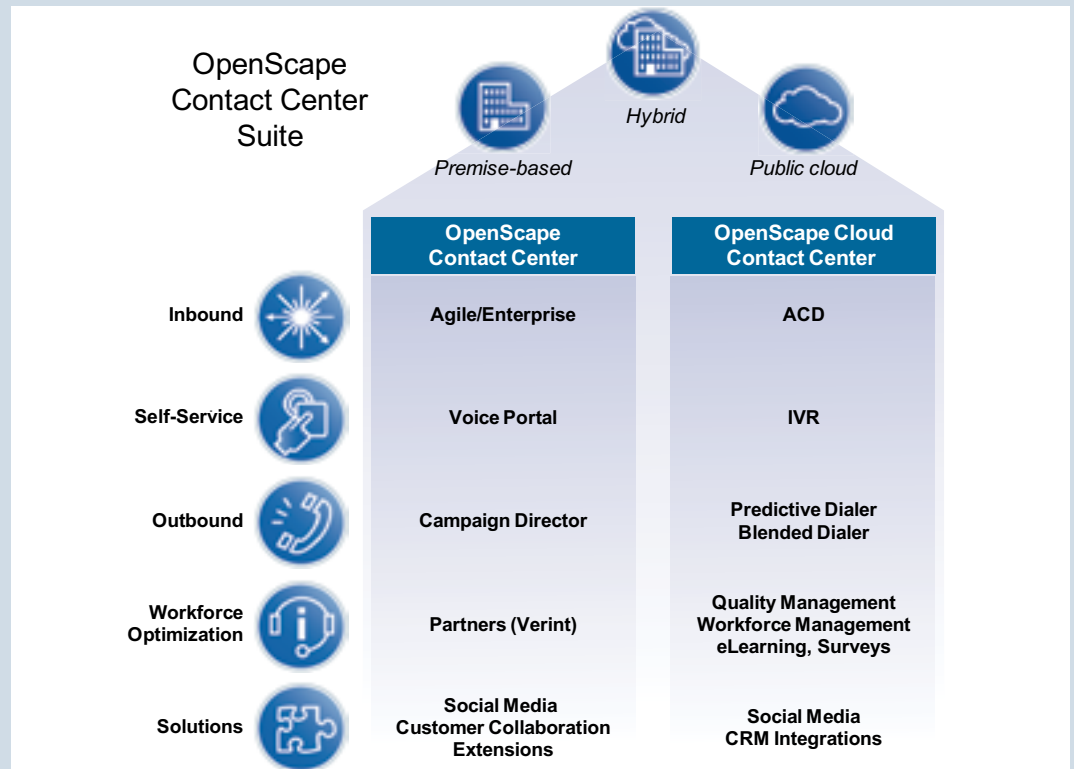 OpenScape
Contact Center
Suite
Hybrid
Premise-based
Public cloud
OpenScape
Contact Center
OpenScape Cloud
Contact Center
Inbound
Agile/Enterprise
ACD
Self-Service
Voice Portal
IVR
Outbound
Campaign Director
Predictive Dialer
Blended Dialer
Workforce
Optimization
Partners (Verint)
Quality Management
Workforce Management
eLearning, Surveys
Solutions
Social Media
Customer Collaboration
Extensions
Social Media
CRM Integrations